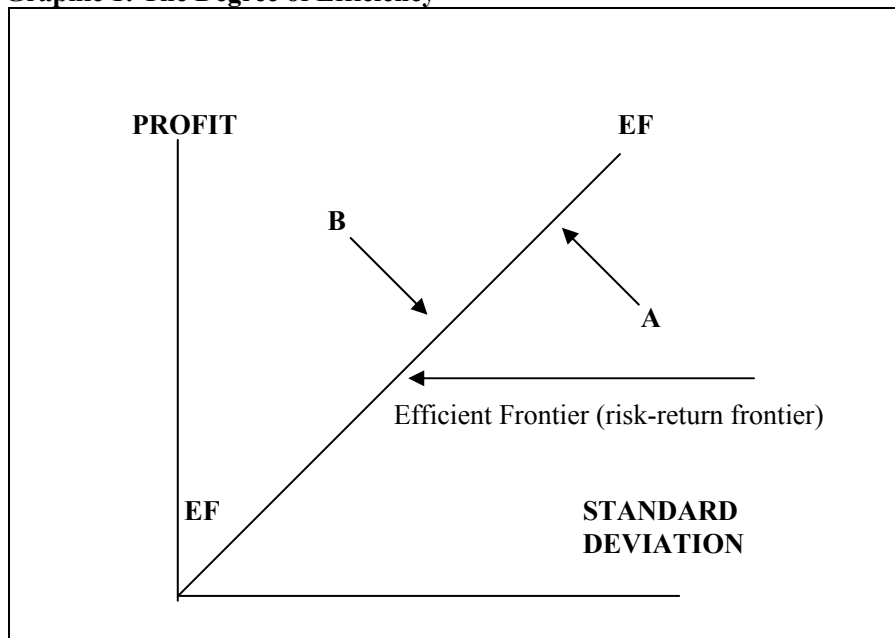 Graphic 1: The Degree of Efficiency
PROFIT
EF
B
A
Efficient Frontier (risk-return frontier)
EF
STANDARD
DEVIATION